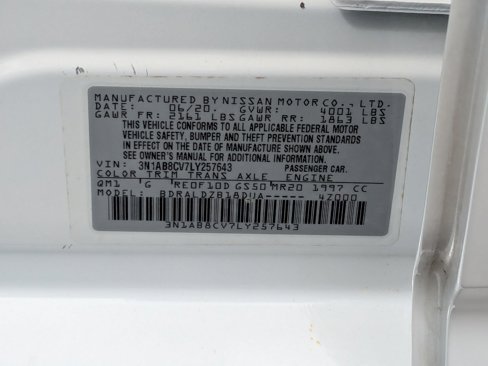 MANUFACTURED BY NISSAN MOTOR CO., LTD.
DATE: 06/20. GVWR: 4001 LBS
GAWR FR: 2161 LBS GAWR RR: 1863 LBS
THIS VEHICLE CONFORMS TO ALL APPLICABLE FEDERAL MOTOR
VEHICLE SAFETY, BUMPER, AND THEFT PREVENTION STANDARDS
IN EFFECT ON THE DATE OF MANUFACTURE SHOWN ABOVE.
SEE OWNER'S MANUAL FOR ADDITIONAL INFORMATION
VIN: 3N1AB8CV7LY257643 PASSENGER CAR.
COLOR TRIM TRANS AXLE ENGINE
QM1 'G RE0F10D GS50 MR20 1997 CC
MODEL: BDRALDZB18DUA----- 4Z000
3N1AB8CV7LY257643